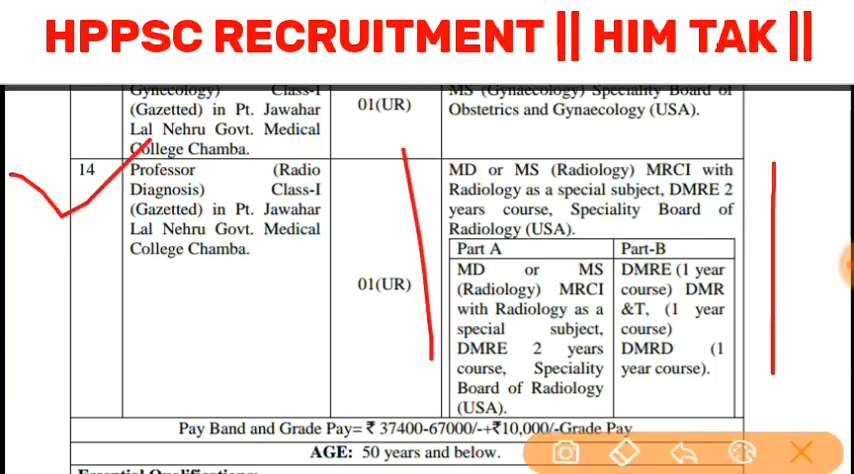 HPPSC RECRUITMENT || HIM TAK ||
Gynecology) Class-I
(Gazetted) in Pt. Jawahar
Lal Nehru Govt. Medical
College Chamba.
01(UR)
MS (Gynaecology) Speciality Board of
Obstetrics and Gynaecology (USA).
14
Professor (Radio
Diagnosis) Class-I
(Gazetted) in Pt. Jawahar
Lal Nehru Govt. Medical
College Chamba.
01(UR)
MD or MS (Radiology) MRCI with
Radiology as a special subject, DMRE 2
years course, Speciality Board of
Radiology (USA).
Part A
MD or MS
(Radiology) MRCI
with Radiology as a
special subject,
DMRE 2 years
course, Speciality
Board of Radiology
(USA).
Part-B
DMRE (1 year
course) DMR
&T, (1 year
course)
DMRD (1
year course).
Pay Band and Grade Pay= ₹ 37400-67000/-+₹10,000/-Grade Pay
AGE: 50 years and below.
Essential Qualifications: